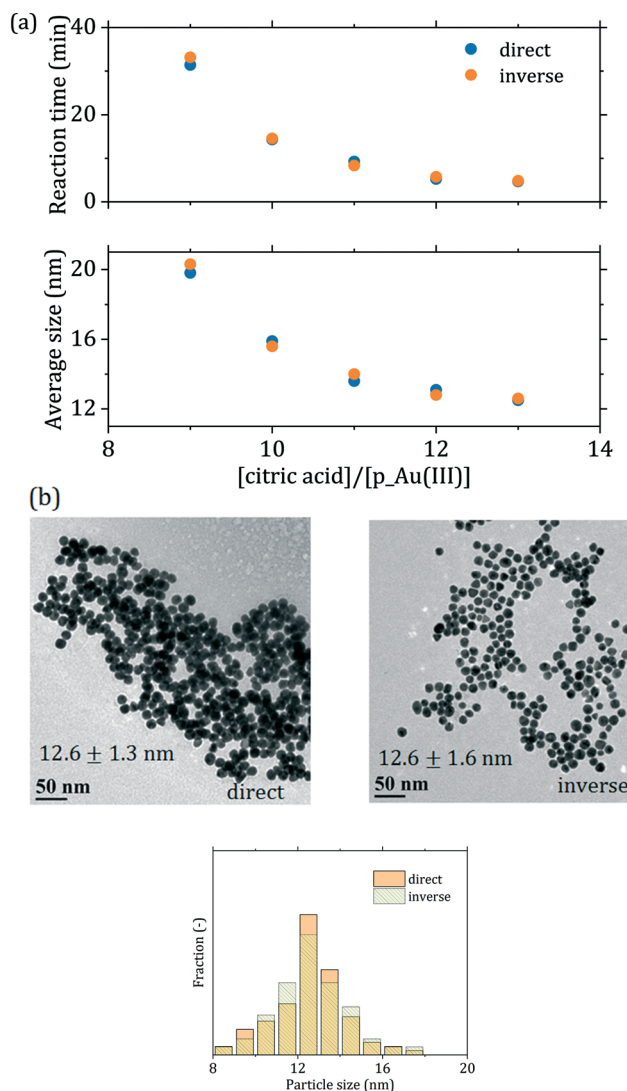 (a)
40
20
0
Reaction time (min)
direct
inverse
20
16
12
Average size (nm)
8
10
12
14
[citric acid]/[p_Au(III)]
(b)
12.6 ± 1.3 nm
50 nm
direct
12.6 ± 1.6 nm
50 nm
inverse
direct
inverse
Fraction (-)
8
12
16
20
Particle size (nm)